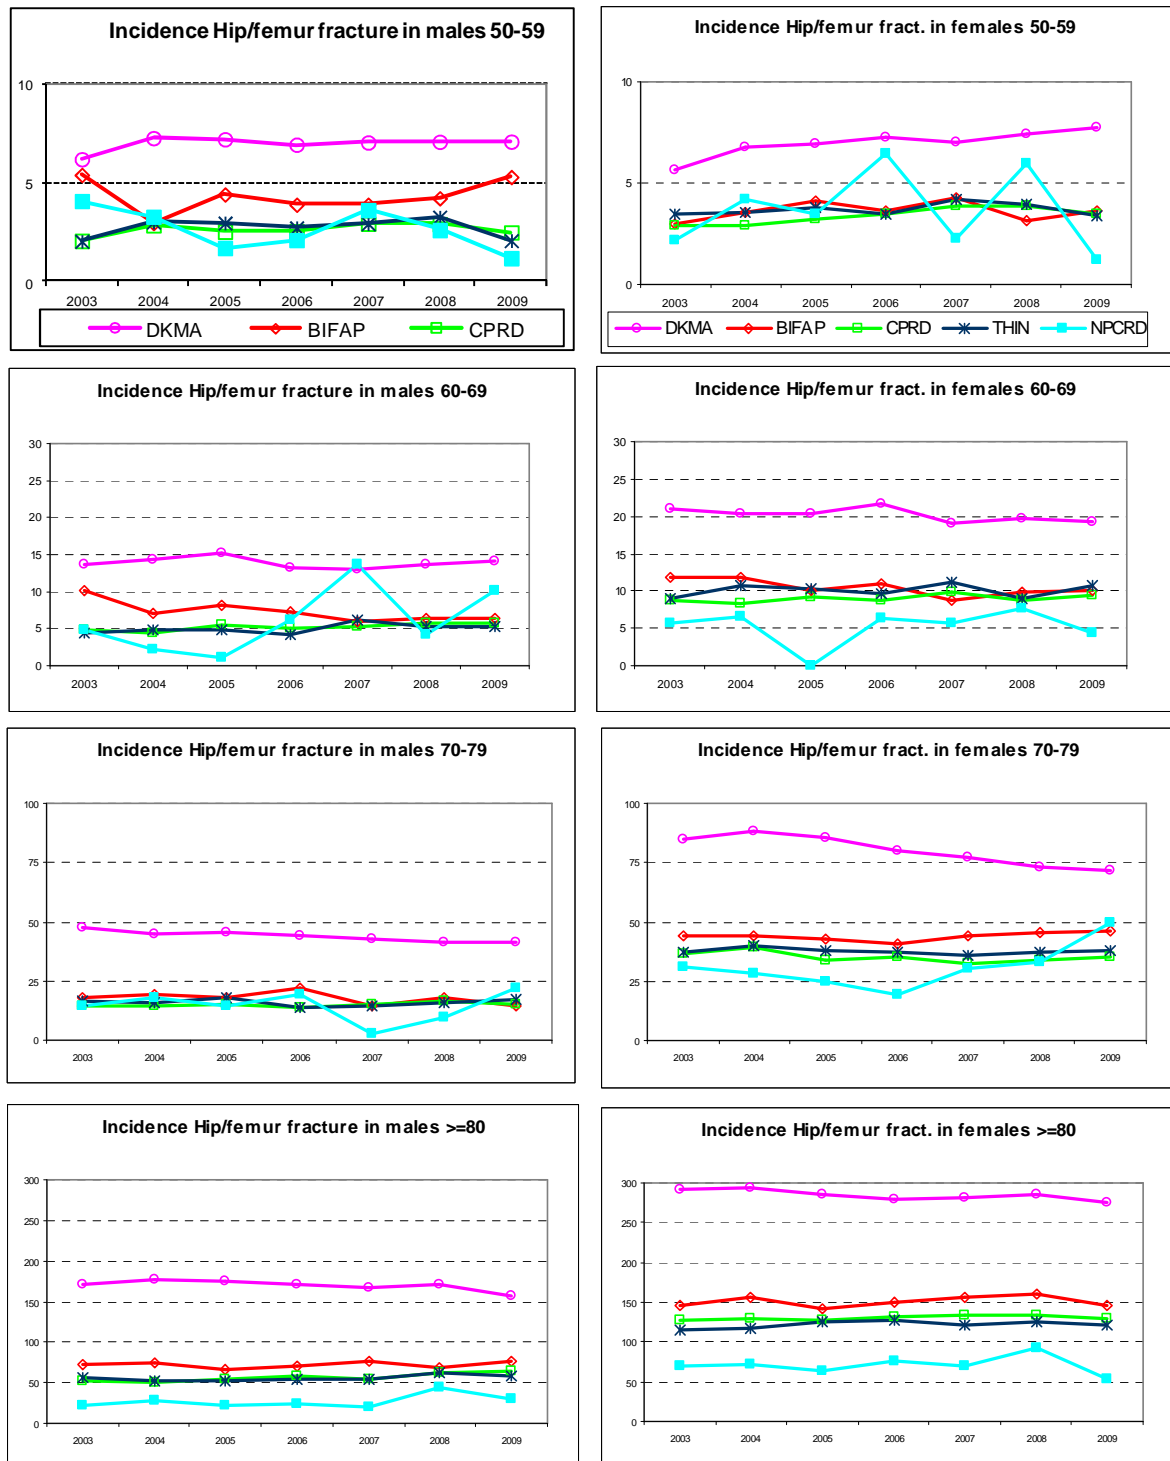 Incidence Hip/femur fracture in males 50-59
10
5
0
2003 2004 2005 2006 2007 2008 2009
DKMA BIFAP CPRD
Incidence Hip/femur fract. in females 50-59
10
5
0
2003 2004 2005 2006 2007 2008 2009
DKMA BIFAP CPRD THIN NPCRD
Incidence Hip/femur fracture in males 60-69
30
25
20
15
10
5
0
2003 2004 2005 2006 2007 2008 2009
Incidence Hip/femur fract. in females 60-69
30
25
20
15
10
5
0
2003 2004 2005 2006 2007 2008 2009
Incidence Hip/femur fracture in males 70-79
100
75
50
25
0
2003 2004 2005 2006 2007 2008 2009
Incidence Hip/femur fract. in females 70-79
100
75
50
25
0
2003 2004 2005 2006 2007 2008 2009
Incidence Hip/femur fracture in males >=80
300
250
200
150
100
50
0
2003 2004 2005 2006 2007 2008 2009
Incidence Hip/femur fract. in females >=80
300
250
200
150
100
50
0
2003 2004 2005 2006 2007 2008 2009